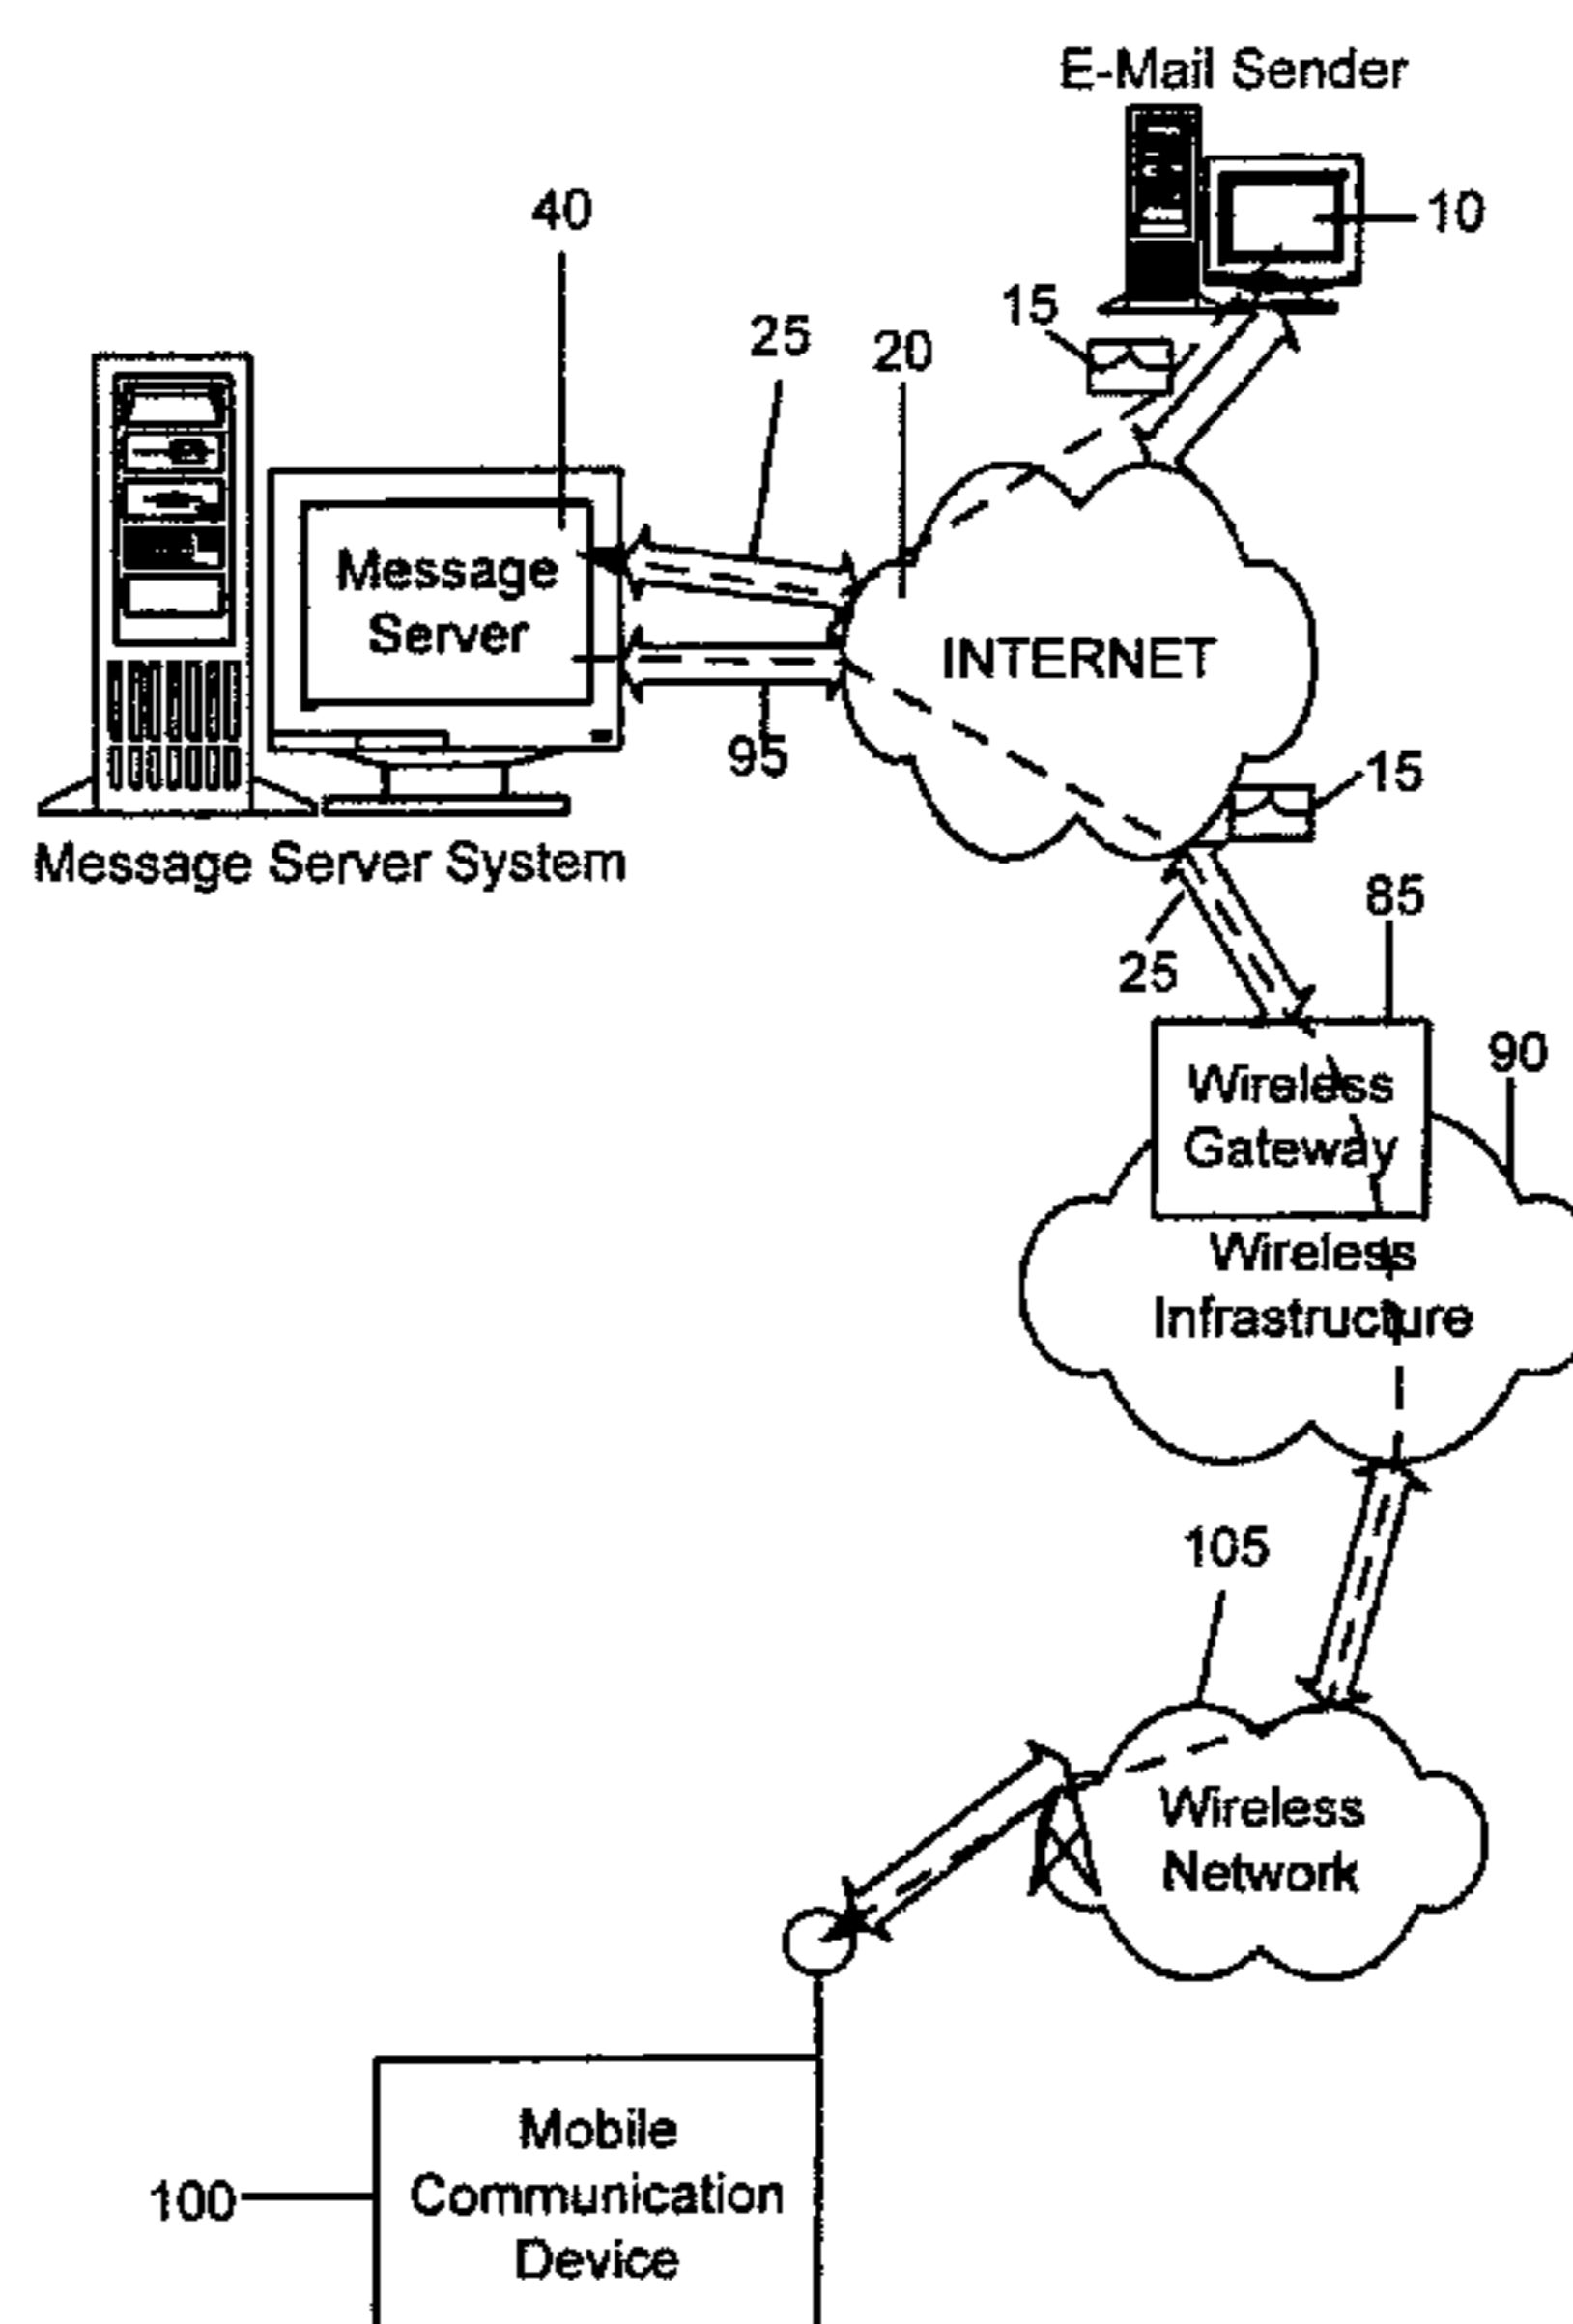 E-Mail Sender
40
10
15
25
20
Message
Server
INTERNET
95
15
Message Server System
85
25
90
Wireless
Gateway
Wireless
Infrastructure
105
Wireless
Network
Mobile
100
Communication
Device